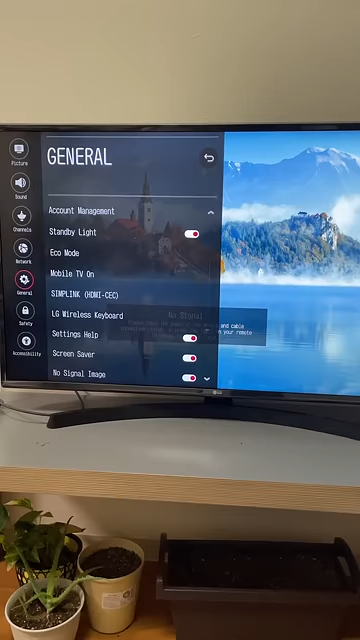 GENERAL
Picture
Sound
Channels
Network
General
Safety
Accessibility
Account Management
Standby Light
Eco Mode
Mobile TV On
SIMPLINK (HDMI-CEC)
LG Wireless Keyboard
Settings Help
Screen Saver
No Signal Image
No Signal
LG